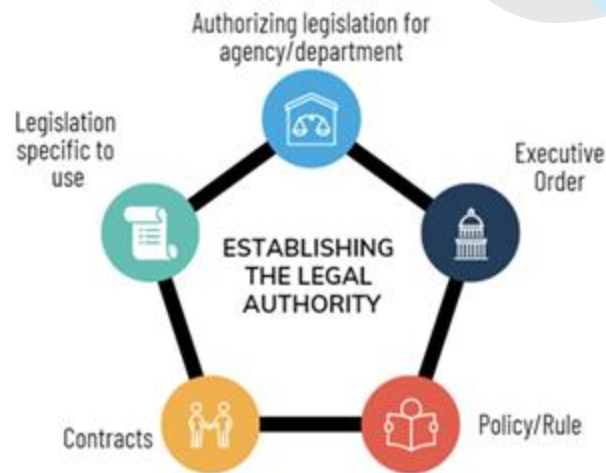 Authorizing legislation for
agency/department
Legislation
specific to
use
Executive
Order
ESTABLISHING
THE LEGAL
AUTHORITY
Contracts
Policy/Rule